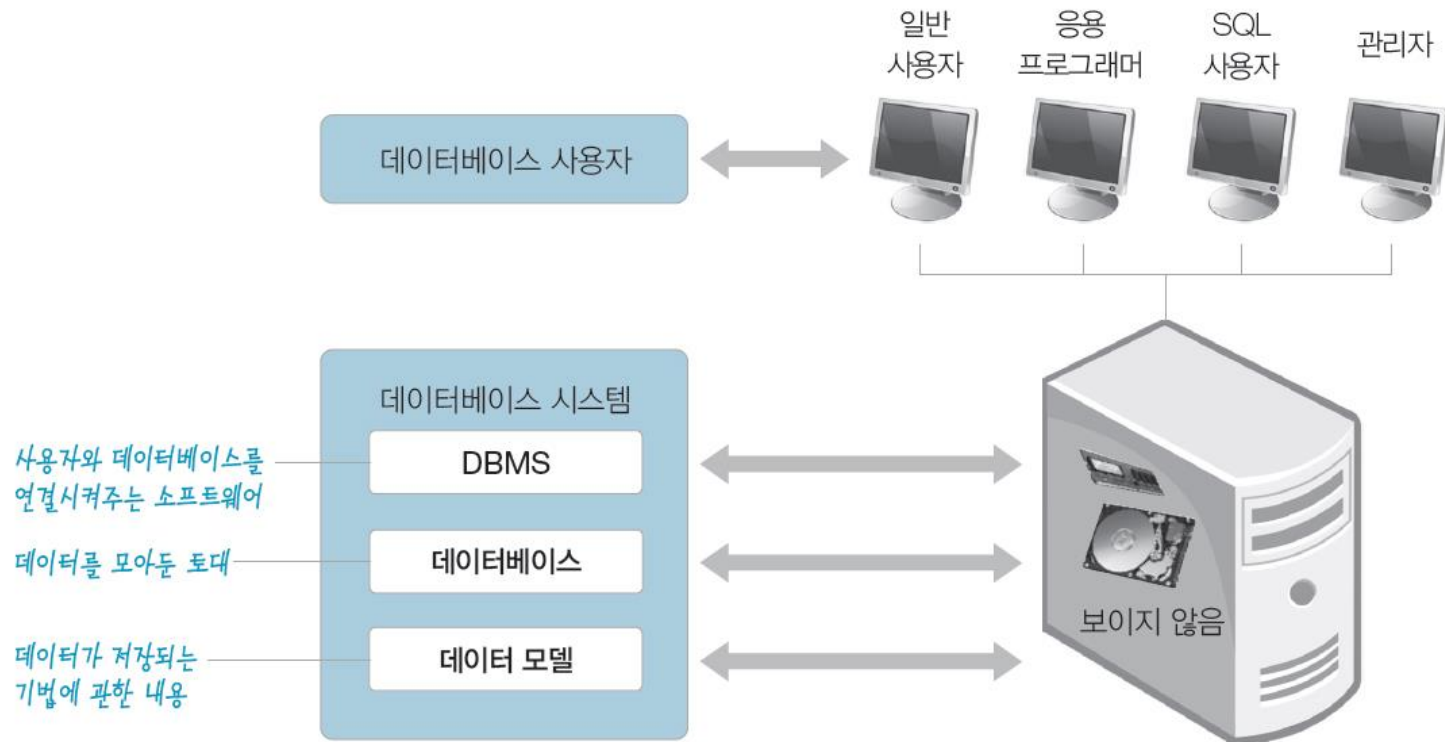 일반
사용자
응용
프로그래머
SQL
사용자
관리자
데이터베이스 사용자
데이터베이스 시스템
DBMS
사용자와 데이터베이스를
연결시켜주는 소프트웨어
데이터베이스
데이터를 모아둔 토대
데이터 모델
데이터가 저장되는
기법에 관한 내용
보이지 않음